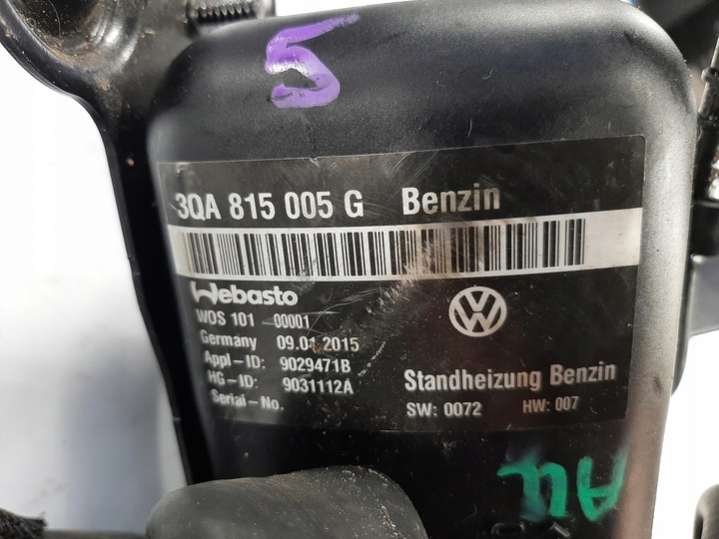 5
3QA 815 005 G Benzin
Webasto
WOS 101 00001
Germany 09.01.2015
Appl-ID: 9029471B
HG-ID: 9031112A
Serial-No.
VW
Standheizung Benzin
SW: 0072 HW: 007